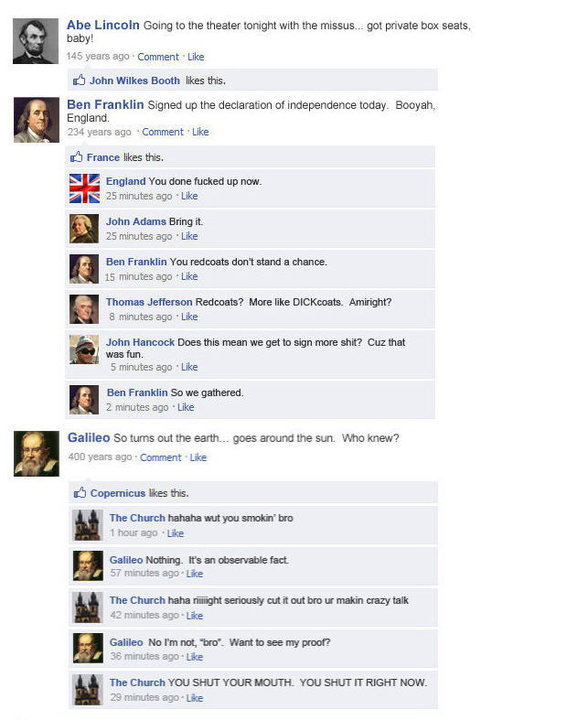 Abe Lincoln Going to the theater tonight with the missus... got private box seats,
baby!
145 years ago · Comment · Like
John Wilkes Booth likes this.
Ben Franklin Signed up the declaration of independence today. Booyah,
England.
234 years ago · Comment · Like
France likes this.
England You done fucked up now.
25 minutes ago · Like
John Adams Bring it.
25 minutes ago · Like
Ben Franklin You redcoats don't stand a chance.
15 minutes ago · Like
Thomas Jefferson Redcoats? More like DICKcoats. Amiright?
8 minutes ago · Like
John Hancock Does this mean we get to sign more shit? Cuz that
was fun.
5 minutes ago · Like
Ben Franklin So we gathered.
2 minutes ago · Like
Galileo So turns out the earth... goes around the sun. Who knew?
400 years ago · Comment · Like
Copernicus likes this.
The Church hahaha wut you smokin' bro
1 hour ago · Like
Galileo Nothing. It's an observable fact.
57 minutes ago · Like
The Church haha riiiiight seriously cut it out bro ur makin crazy talk
42 minutes ago · Like
Galileo No I'm not, "bro". Want to see my proof?
36 minutes ago · Like
The Church YOU SHUT YOUR MOUTH. YOU SHUT IT RIGHT NOW.
29 minutes ago · Like